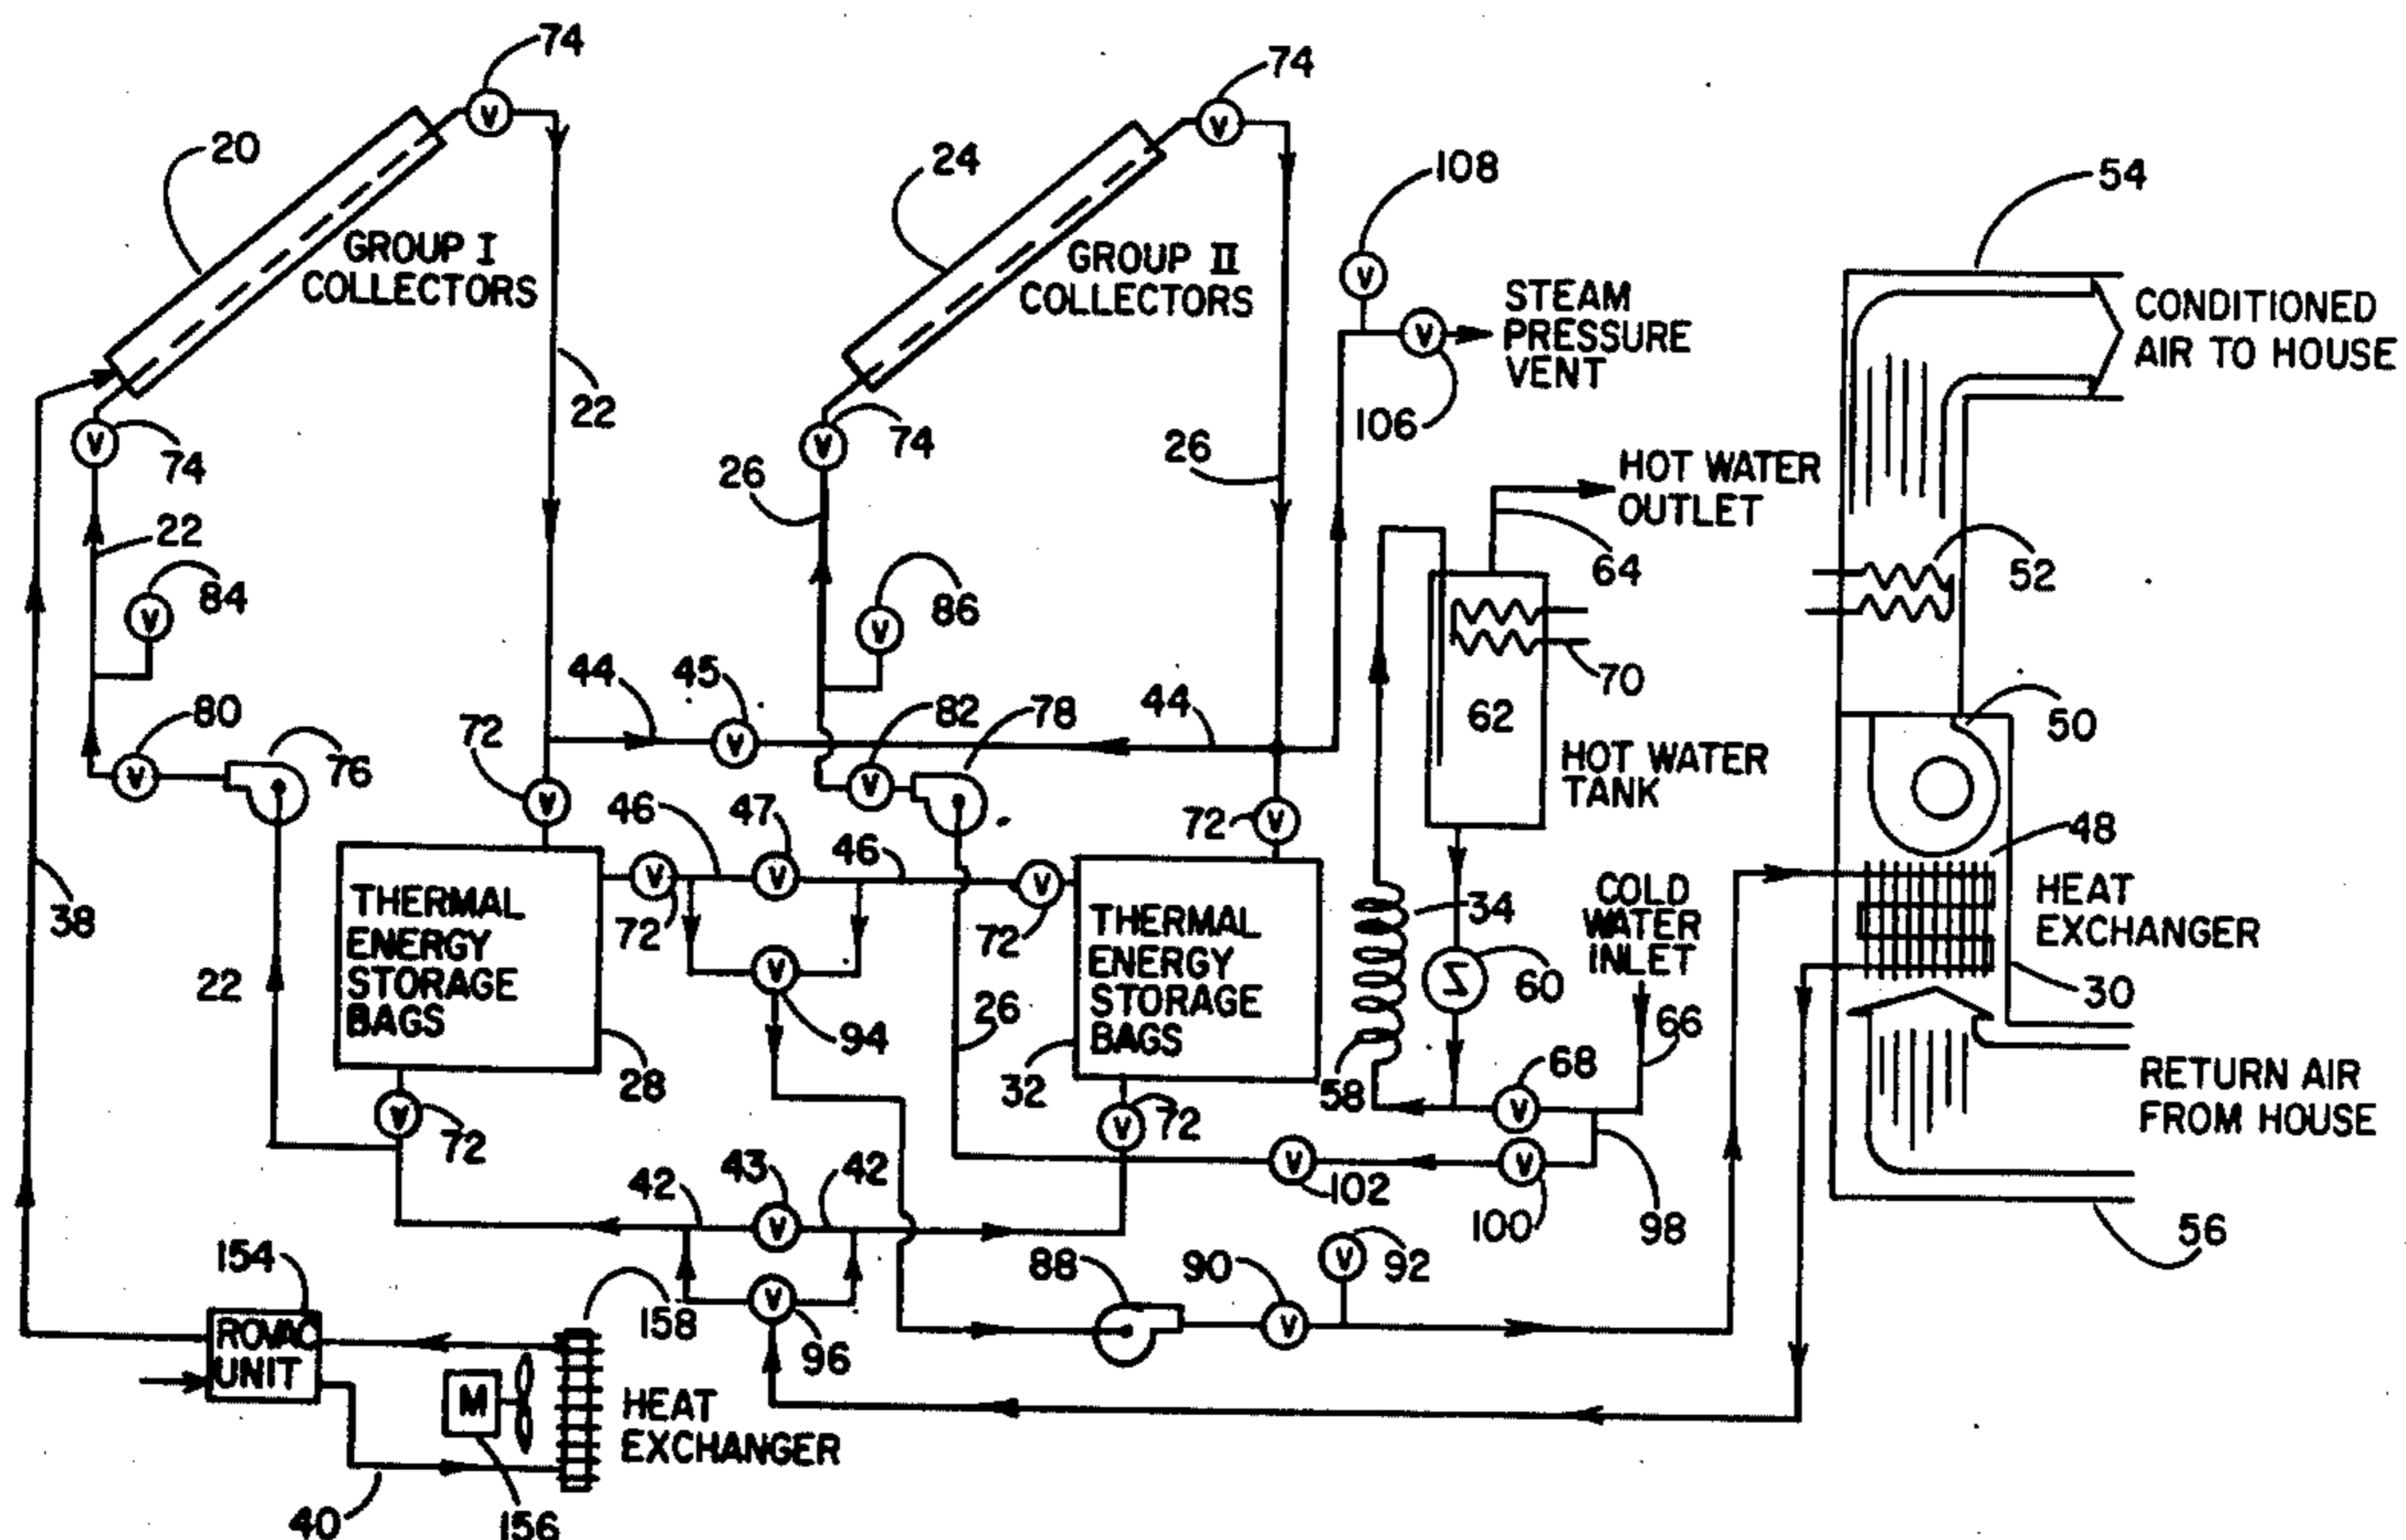 74
74
20
24
108
54
GROUP I
COLLECTORS
GROUP II
COLLECTORS
STEAM
PRESSURE
VENT
CONDITIONED
AIR TO HOUSE
V
V
V
V
106
22
74
V
74
V
26
26
HOT WATER
OUTLET
22
84
V
86
V
64
52
70
62
80
76
V
72
V
44
45
V
82
V
78
44
72
V
HOT WATER
TANK
50
48
46
47
46
V
72
V
V
72
THERMAL
ENERGY
STORAGE
BAGS
28
THERMAL
ENERGY
STORAGE
BAGS
32
34
58
60
COLD
WATER
INLET
66
HEAT
EXCHANGER
30
38
22
V
94
26
V
72
V
72
68
V
RETURN AIR
FROM HOUSE
V
102
V
100
98
56
42
43
42
V
V
96
154
ROVAC
UNIT
158
88
90
V
V
92
M
156
HEAT
EXCHANGER
40